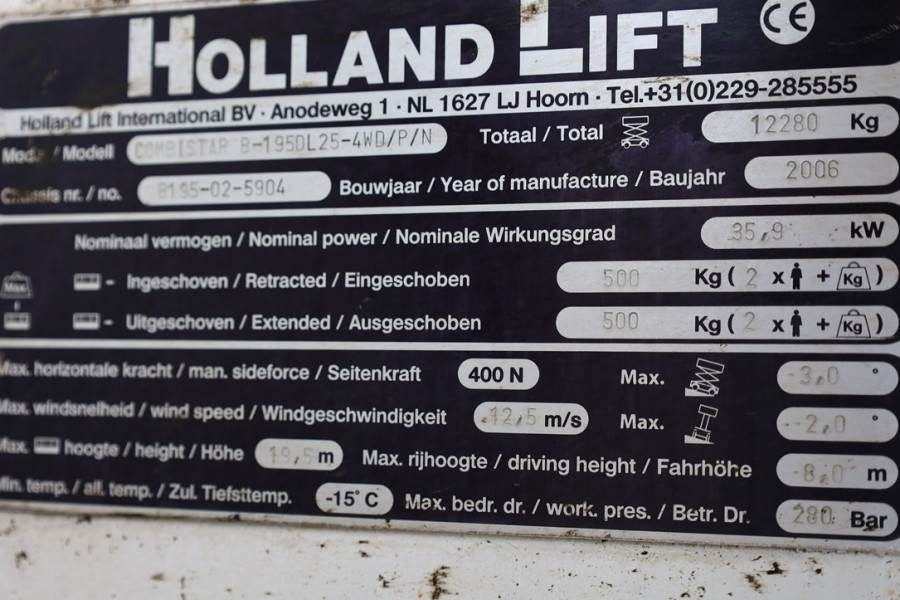 HOLLAND LIFT CE
Holland Lift International BV · Anodeweg 1 · NL 1627 LJ Hoorn · Tel.+31(0)229-285555
Model / Modell COMBISTAR B-195DL25-4WD/P/N Totaal / Total 12280 Kg
Chassis nr. / no. B195-02-5904 Bouwjaar / Year of manufacture / Baujahr 2006
Nominaal vermogen / Nominal power / Nominale Wirkungsgrad 35,9 kW
Max. - Ingeschoven / Retracted / Eingeschoben 500 Kg ( 2 x + Kg )
- Uitgeschoven / Extended / Ausgeschoben 500 Kg ( 2 x + Kg )
Max. horizontale kracht / man. sideforce / Seitenkraft 400 N Max. 3,0 °
Max. windsnelheid / wind speed / Windgeschwindigkeit 12,5 m/s Max. 2,0 °
Max. hoogte / height / Höhe 19,5 m Max. rijhoogte / driving height / Fahrhöhe 8,0 m
Min. temp. / all. temp. / Zul. Tiefsttemp. -15° C Max. bedr. dr. / work. pres. / Betr. Dr. 280 Bar